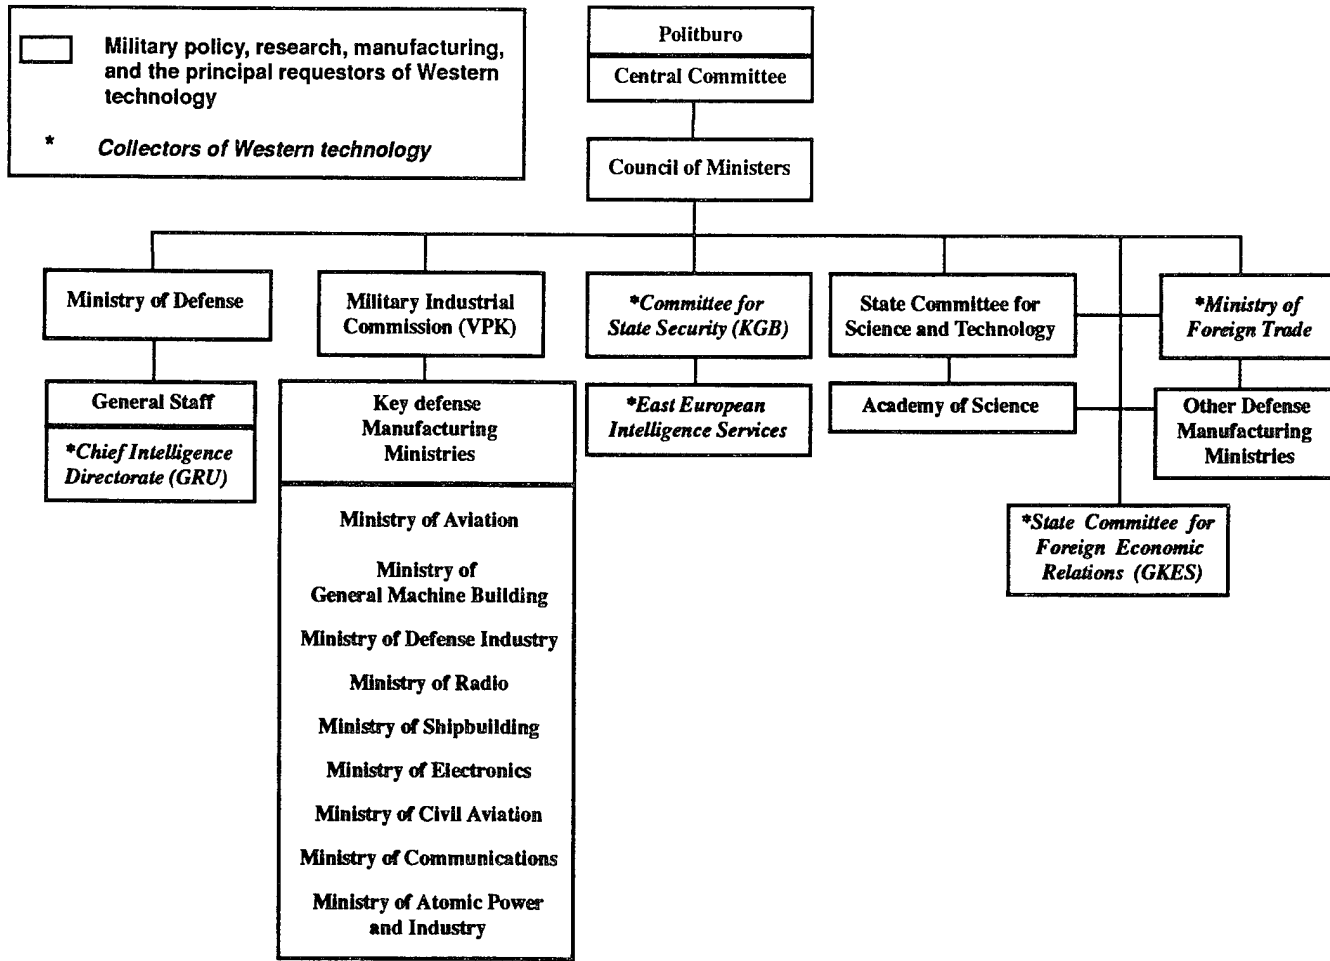 Military policy, research, manufacturing,
and the principal requestors of Western
technology
* Collectors of Western technology
Politburo
Central Committee
Council of Ministers
Ministry of Defense
Military Industrial
Commission (VPK)
*Committee for
State Security (KGB)
State Committee for
Science and Technology
*Ministry of
Foreign Trade
General Staff
*Chief Intelligence
Directorate (GRU)
Key defense
Manufacturing
Ministries
*East European
Intelligence Services
Academy of Science
Other Defense
Manufacturing
Ministries
*State Committee for
Foreign Economic
Relations (GKES)
Ministry of Aviation
Ministry of
General Machine Building
Ministry of Defense Industry
Ministry of Radio
Ministry of Shipbuilding
Ministry of Electronics
Ministry of Civil Aviation
Ministry of Communications
Ministry of Atomic Power
and Industry